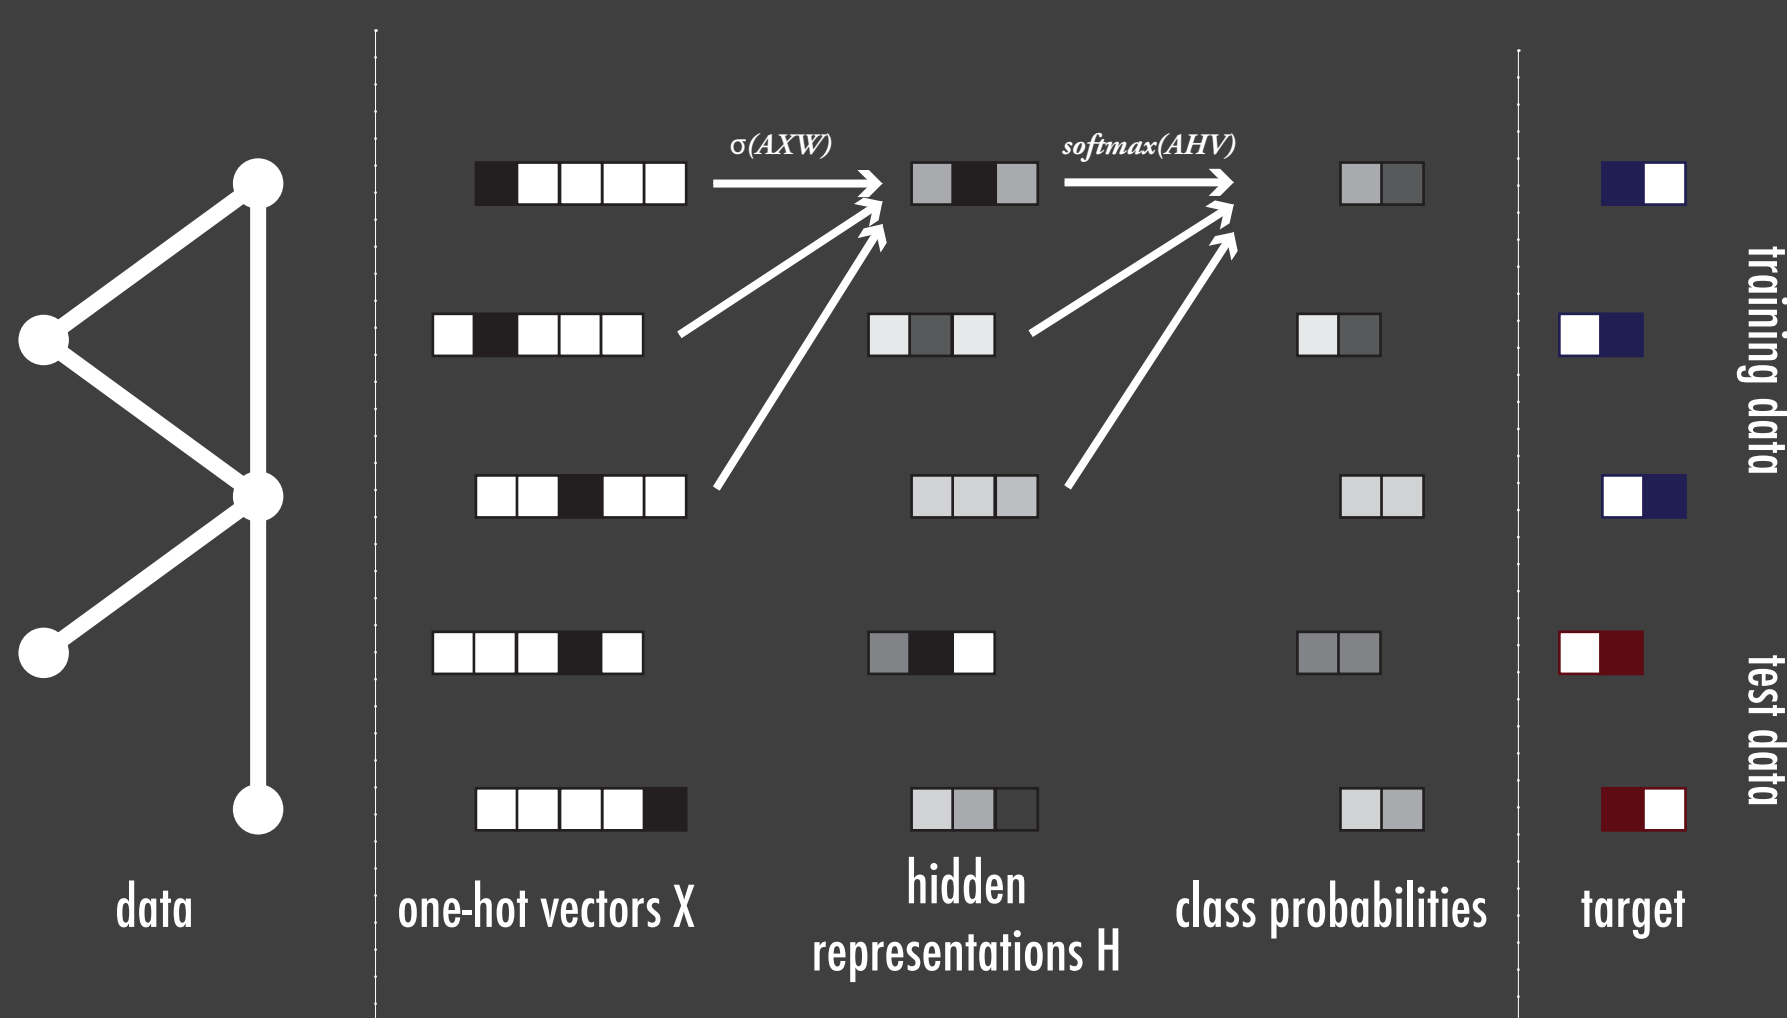 σ(AXW)
softmax(AHV)
training data
test data
data
one-hot vectors X
hidden
representations H
class probabilities
target